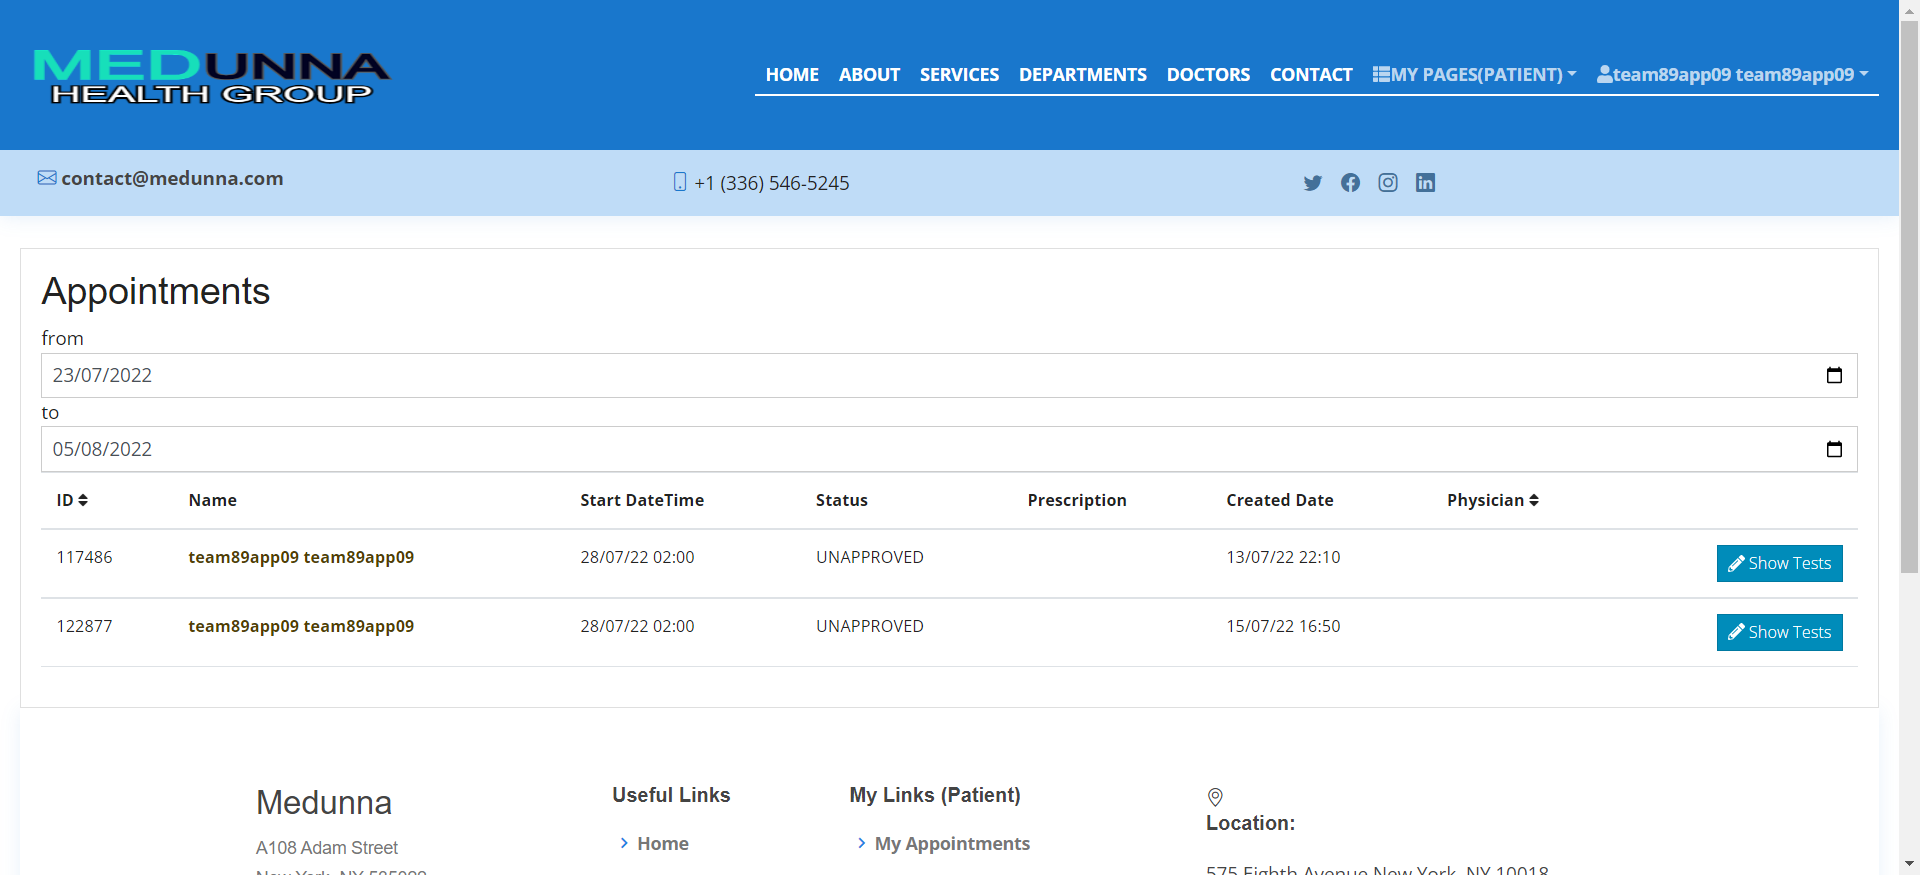 MEDUNNA
HEALTH GROUP
HOME ABOUT SERVICES DEPARTMENTS DOCTORS CONTACT MY PAGES(PATIENT) team89app09 team89app09
contact@medunna.com +1 (336) 546-5245
Appointments
from
23/07/2022
to
05/08/2022
ID Name Start DateTime Status Prescription Created Date Physician
117486 team89app09 team89app09 28/07/22 02:00 UNAPPROVED 13/07/22 22:10 Show Tests
122877 team89app09 team89app09 28/07/22 02:00 UNAPPROVED 15/07/22 16:50 Show Tests
Medunna
A108 Adam Street
Useful Links
Home
My Links (Patient)
My Appointments
Location:
575 Eighth Avenue New York, NY 10018